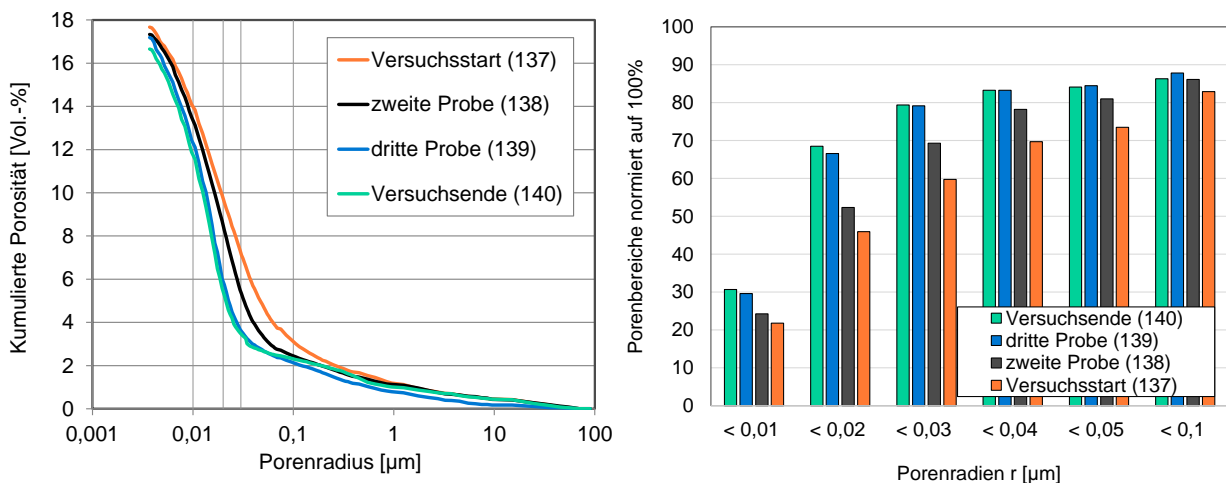 18
16
14
12
10
8
6
4
2
0
Kumulierte Porosität [Vol.-%]
Versuchsstart (137)
zweite Probe (138)
dritte Probe (139)
Versuchsende (140)
0,001
0,01
0,1
1
10
100
Porenradius [µm]
100
90
80
70
60
50
40
30
20
10
0
Porenbereiche normiert auf 100%
Versuchsende (140)
dritte Probe (139)
zweite Probe (138)
Versuchsstart (137)
< 0,01
< 0,02
< 0,03
< 0,04
< 0,05
< 0,1
Porenradien r [µm]